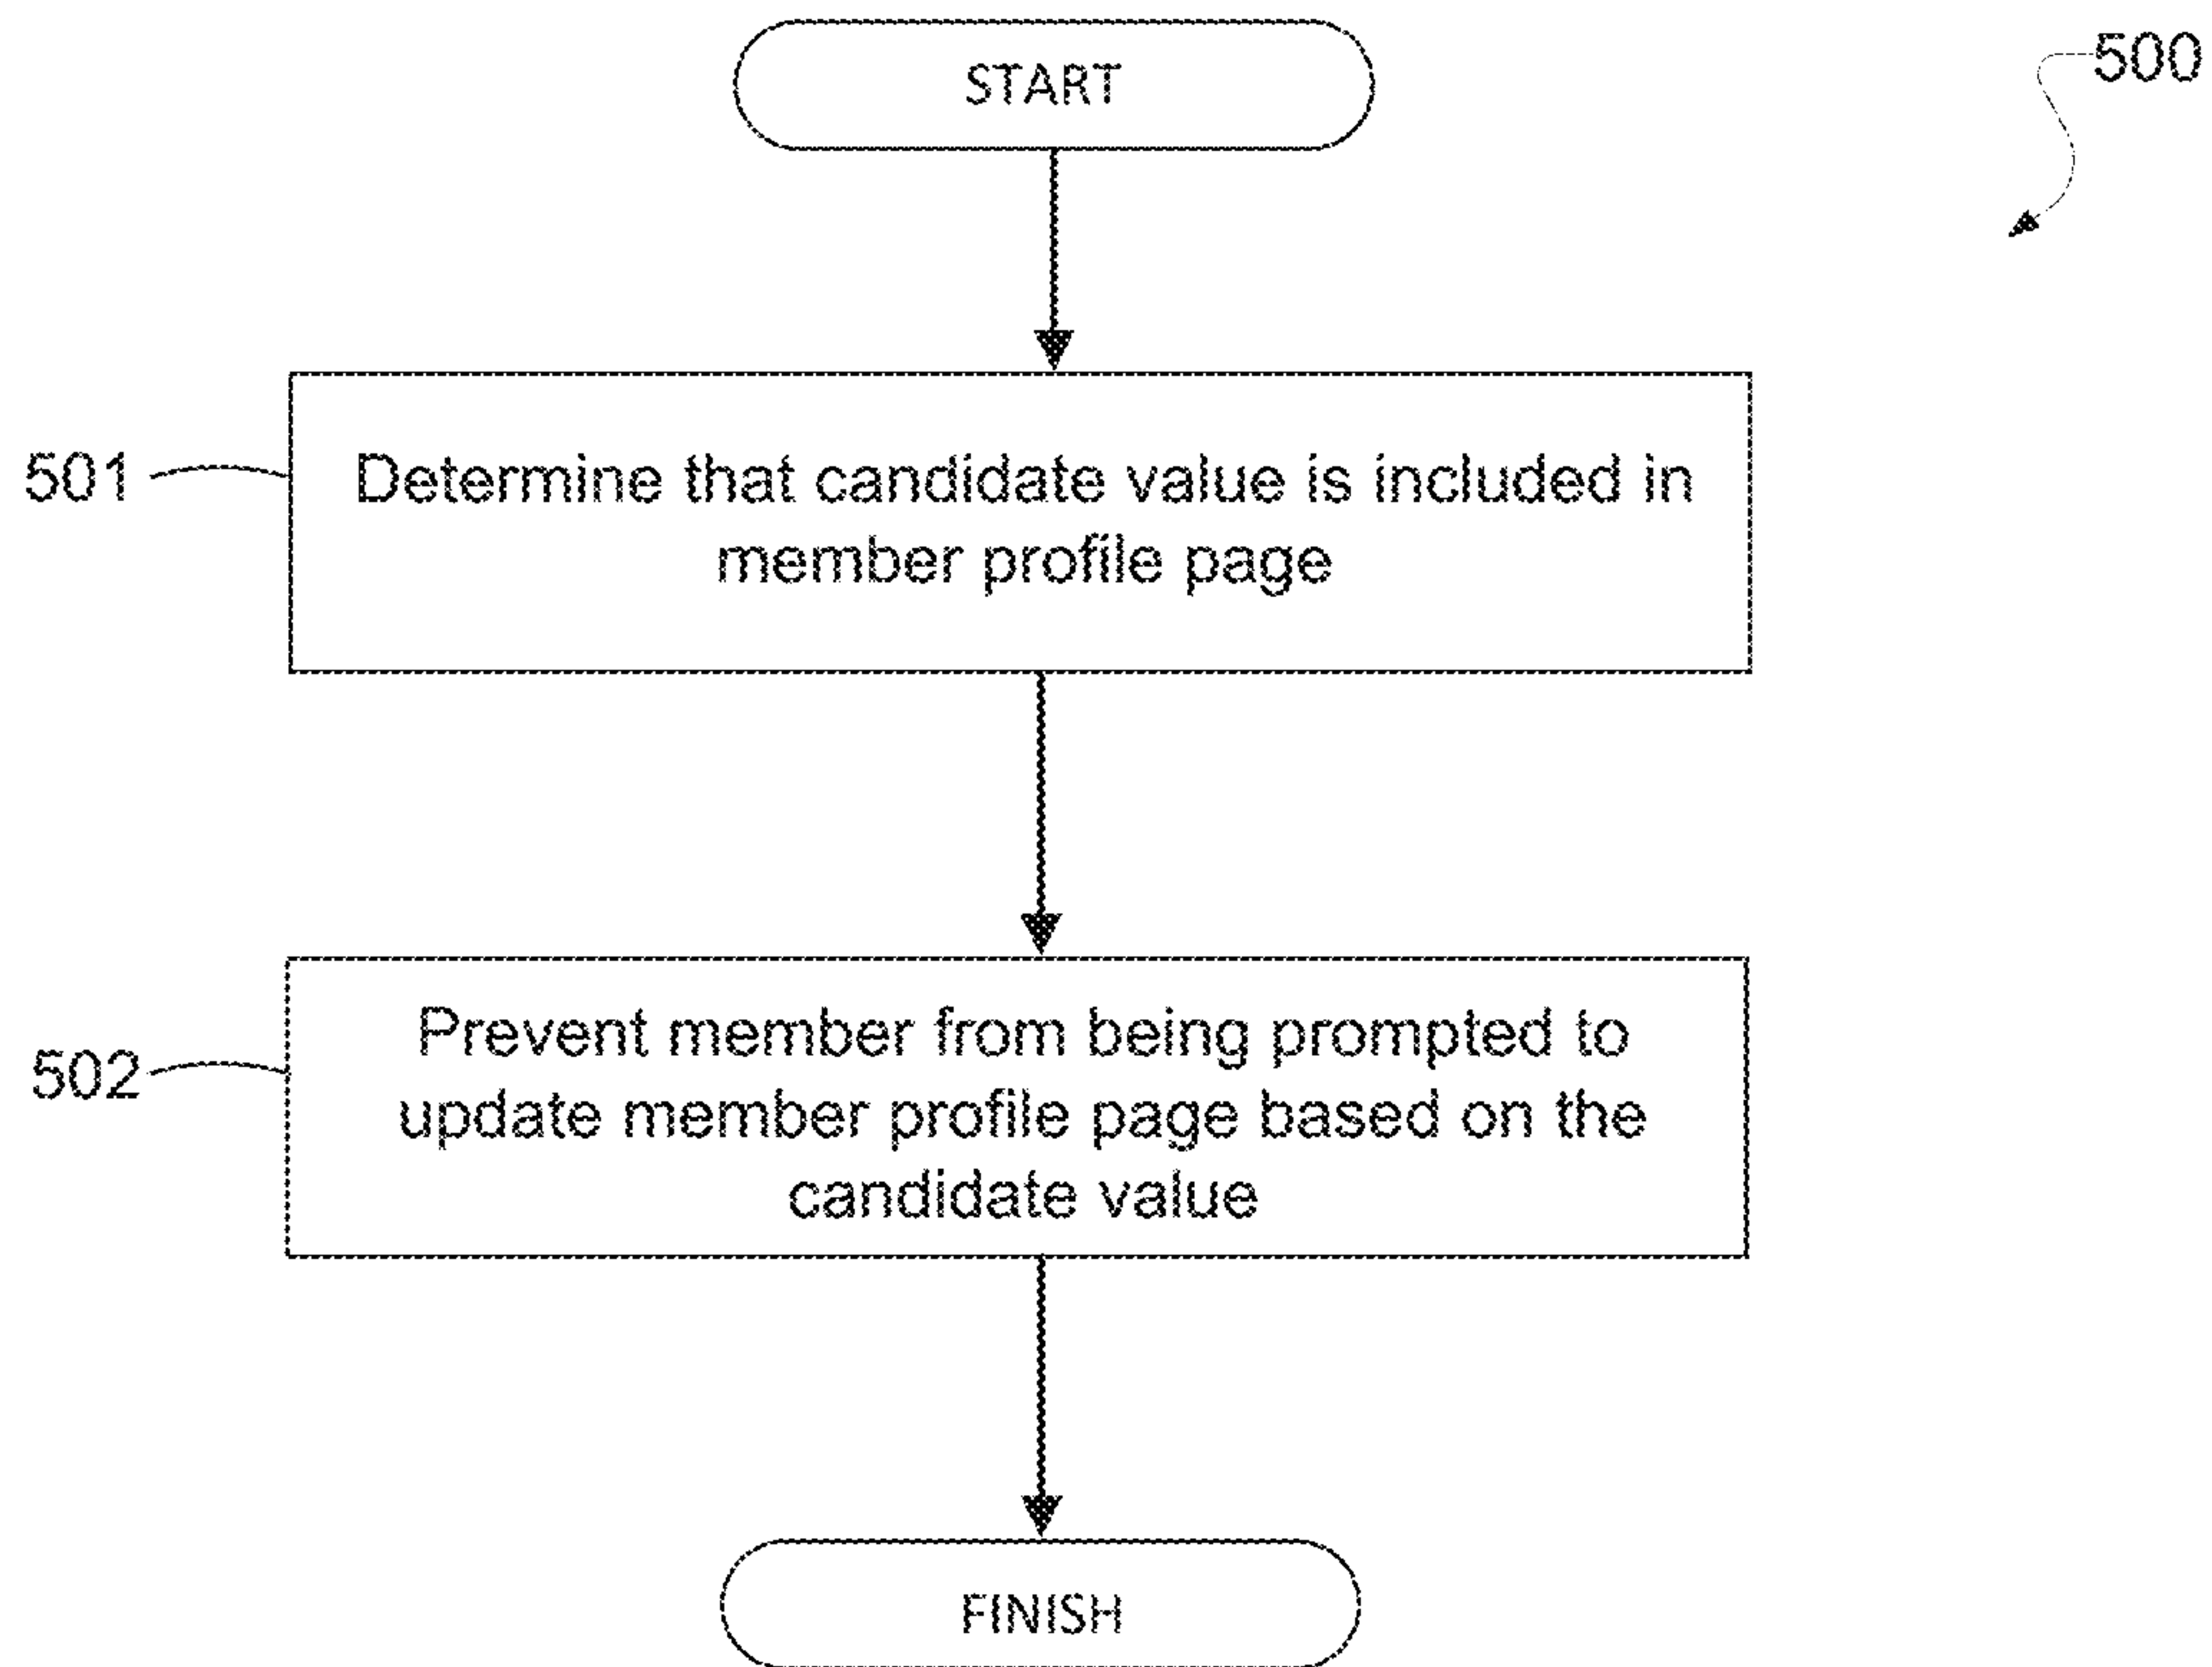 START
500
501
Determine that candidate value is included in
member profile page
502
Prevent member from being prompted to
update member profile page based on the
candidate value
FINISH